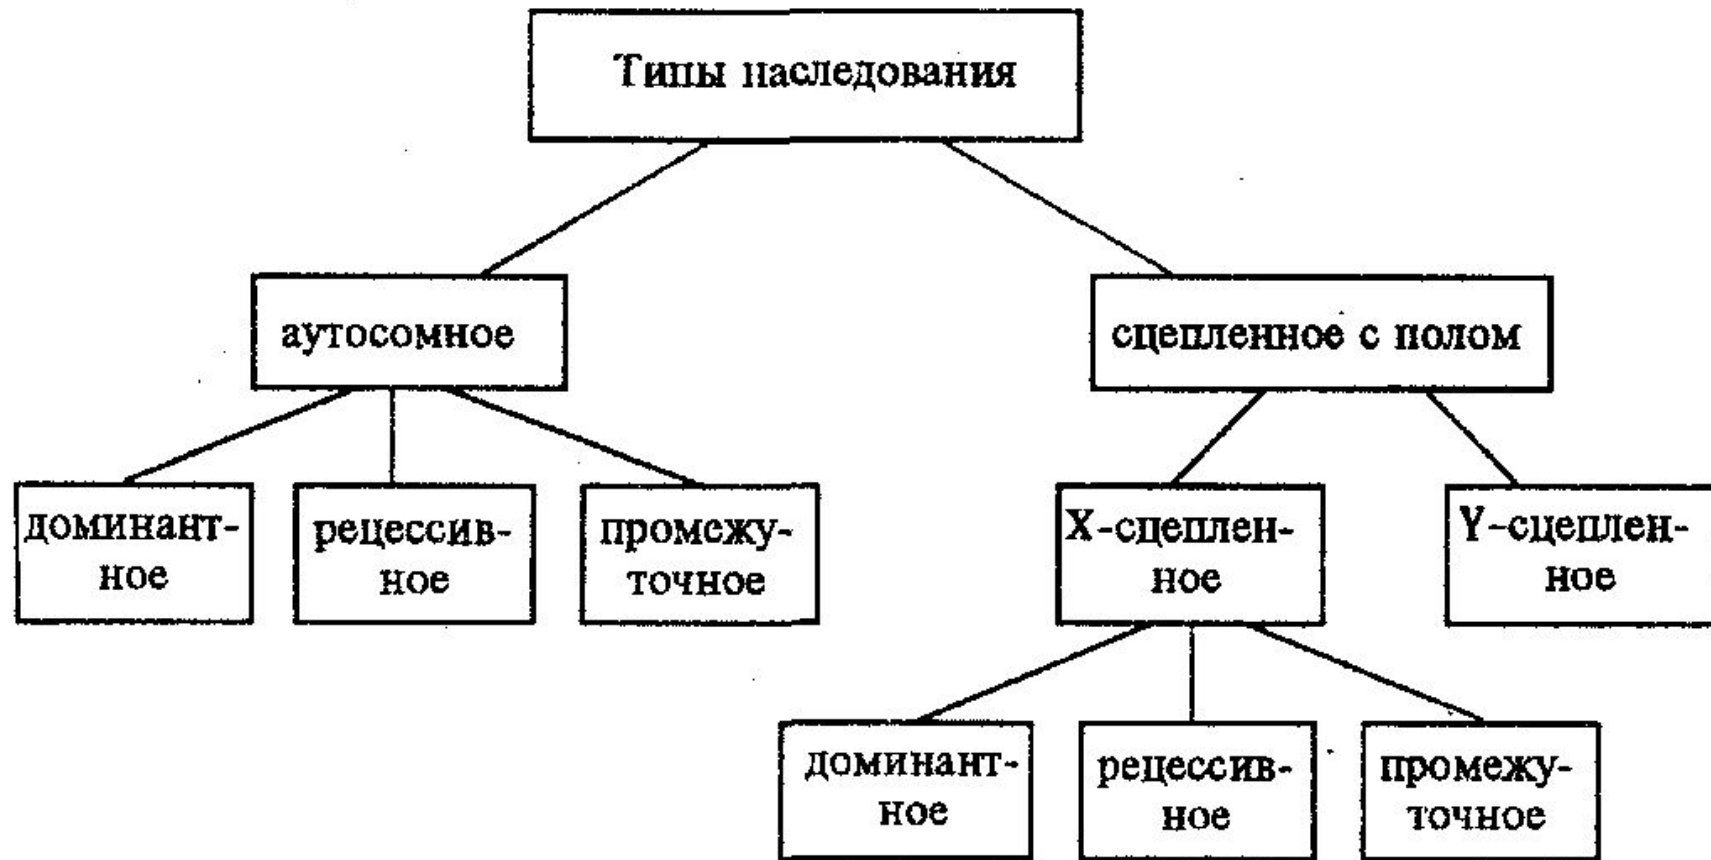 Типы наследования
аутосомное
сцепленное с полом
доминант-
ное
рецессив-
ное
промежу-
точное
X-сцеплен-
ное
Y-сцеплен-
ное
доминант-
ное
рецессив-
ное
промежу-
точное